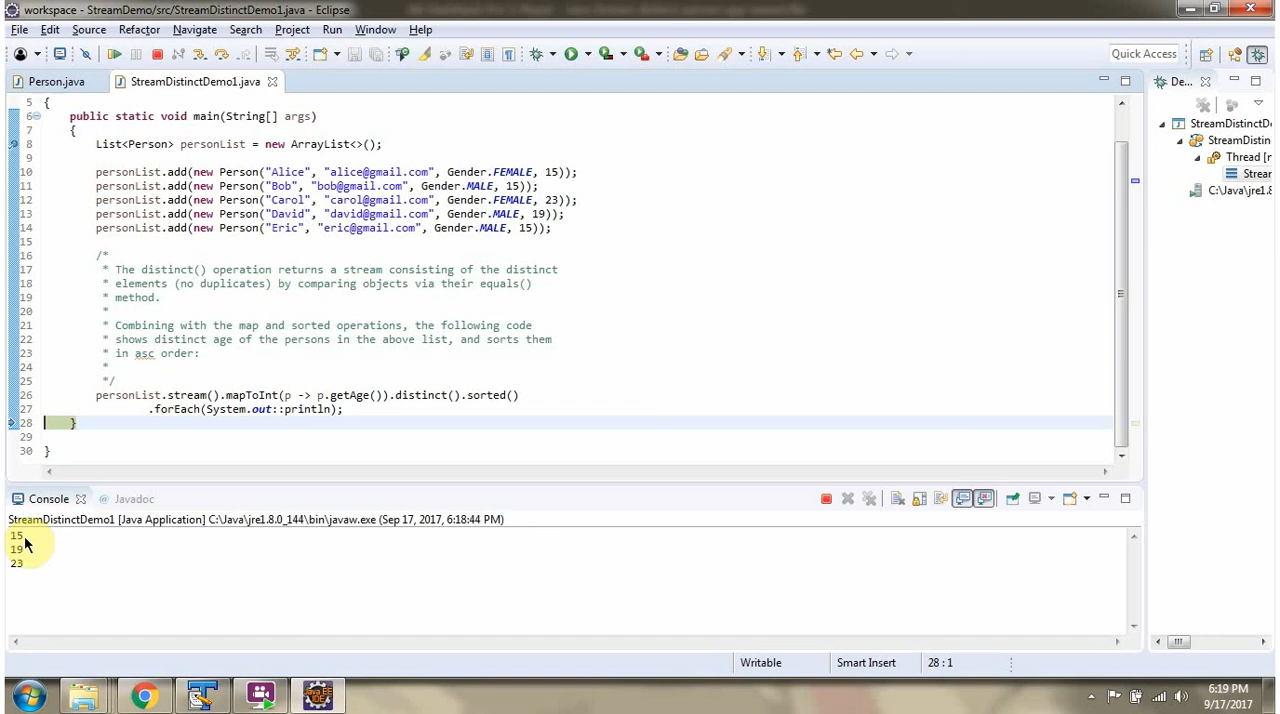 workspace - StreamDemo/src/StreamDistinctDemo1.java - Eclipse
File Edit Source Refactor Navigate Search Project Run Window Help
Quick Access
Person.java StreamDistinctDemo1.java De...
5 {
6 public static void main(String[] args)
7 {
8 List<Person> personList = new ArrayList<>();
9
10 personList.add(new Person("Alice", "alice@gmail.com", Gender.FEMALE, 15));
11 personList.add(new Person("Bob", "bob@gmail.com", Gender.MALE, 15));
12 personList.add(new Person("Carol", "carol@gmail.com", Gender.FEMALE, 23));
13 personList.add(new Person("David", "david@gmail.com", Gender.MALE, 19));
14 personList.add(new Person("Eric", "eric@gmail.com", Gender.MALE, 15));
15
16 /*
17 * The distinct() operation returns a stream consisting of the distinct
18 * elements (no duplicates) by comparing objects via their equals()
19 * method.
20 *
21 * Combining with the map and sorted operations, the following code
22 * shows distinct age of the persons in the above list, and sorts them
23 * in asc order:
24 *
25 */
26 personList.stream().mapToInt(p -> p.getAge()).distinct().sorted()
27 .forEach(System.out::println);
28 }
29
30 }
StreamDistinctD
StreamDistin
Thread [r
Strear
C:\Java\jre1.8
Console Javadoc
StreamDistinctDemo1 [Java Application] C:\Java\jre1.8.0_144\bin\javaw.exe (Sep 17, 2017, 6:18:44 PM)
15
19
23
Writable Smart Insert 28 : 1
Java EE
IDE
6:19 PM
9/17/2017